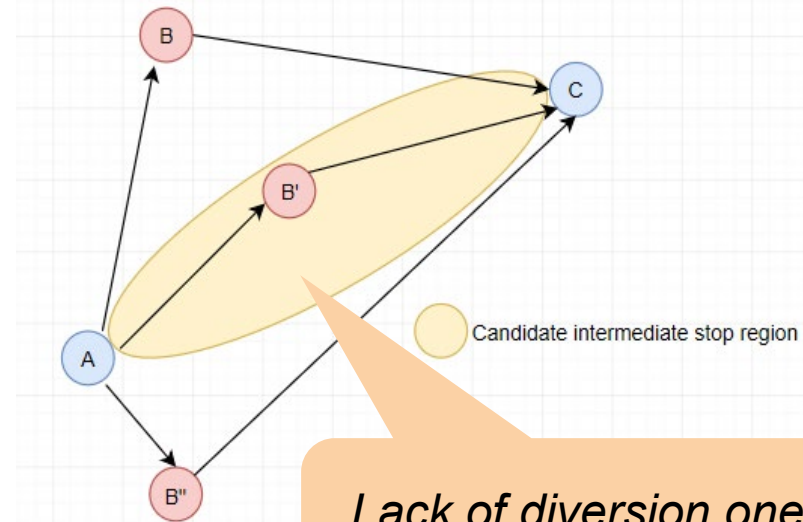 B
C
B'
Candidate intermediate stop region
A
B"
Lack of diversion one